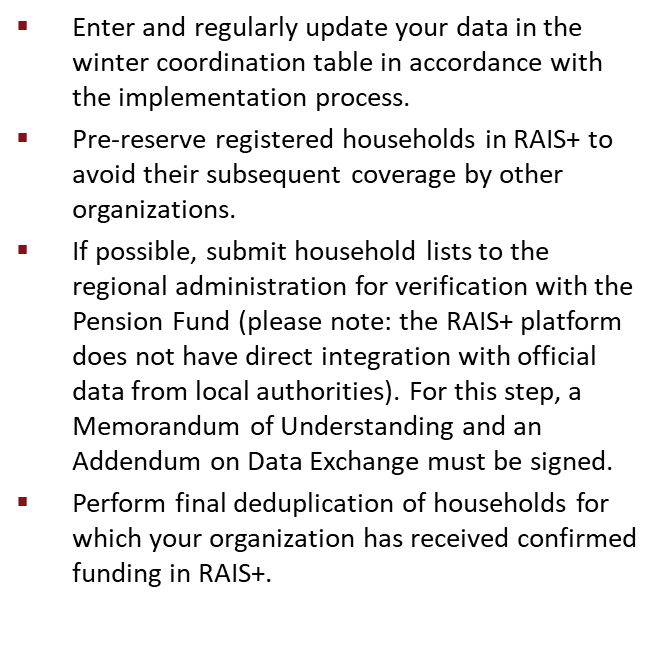 ▪ Enter and regularly update your data in the
winter coordination table in accordance with
the implementation process.
▪ Pre-reserve registered households in RAIS+ to
avoid their subsequent coverage by other
organizations.
▪ If possible, submit household lists to the
regional administration for verification with the
Pension Fund (please note: the RAIS+ platform
does not have direct integration with official
data from local authorities). For this step, a
Memorandum of Understanding and an
Addendum on Data Exchange must be signed.
▪ Perform final deduplication of households for
which your organization has received confirmed
funding in RAIS+.